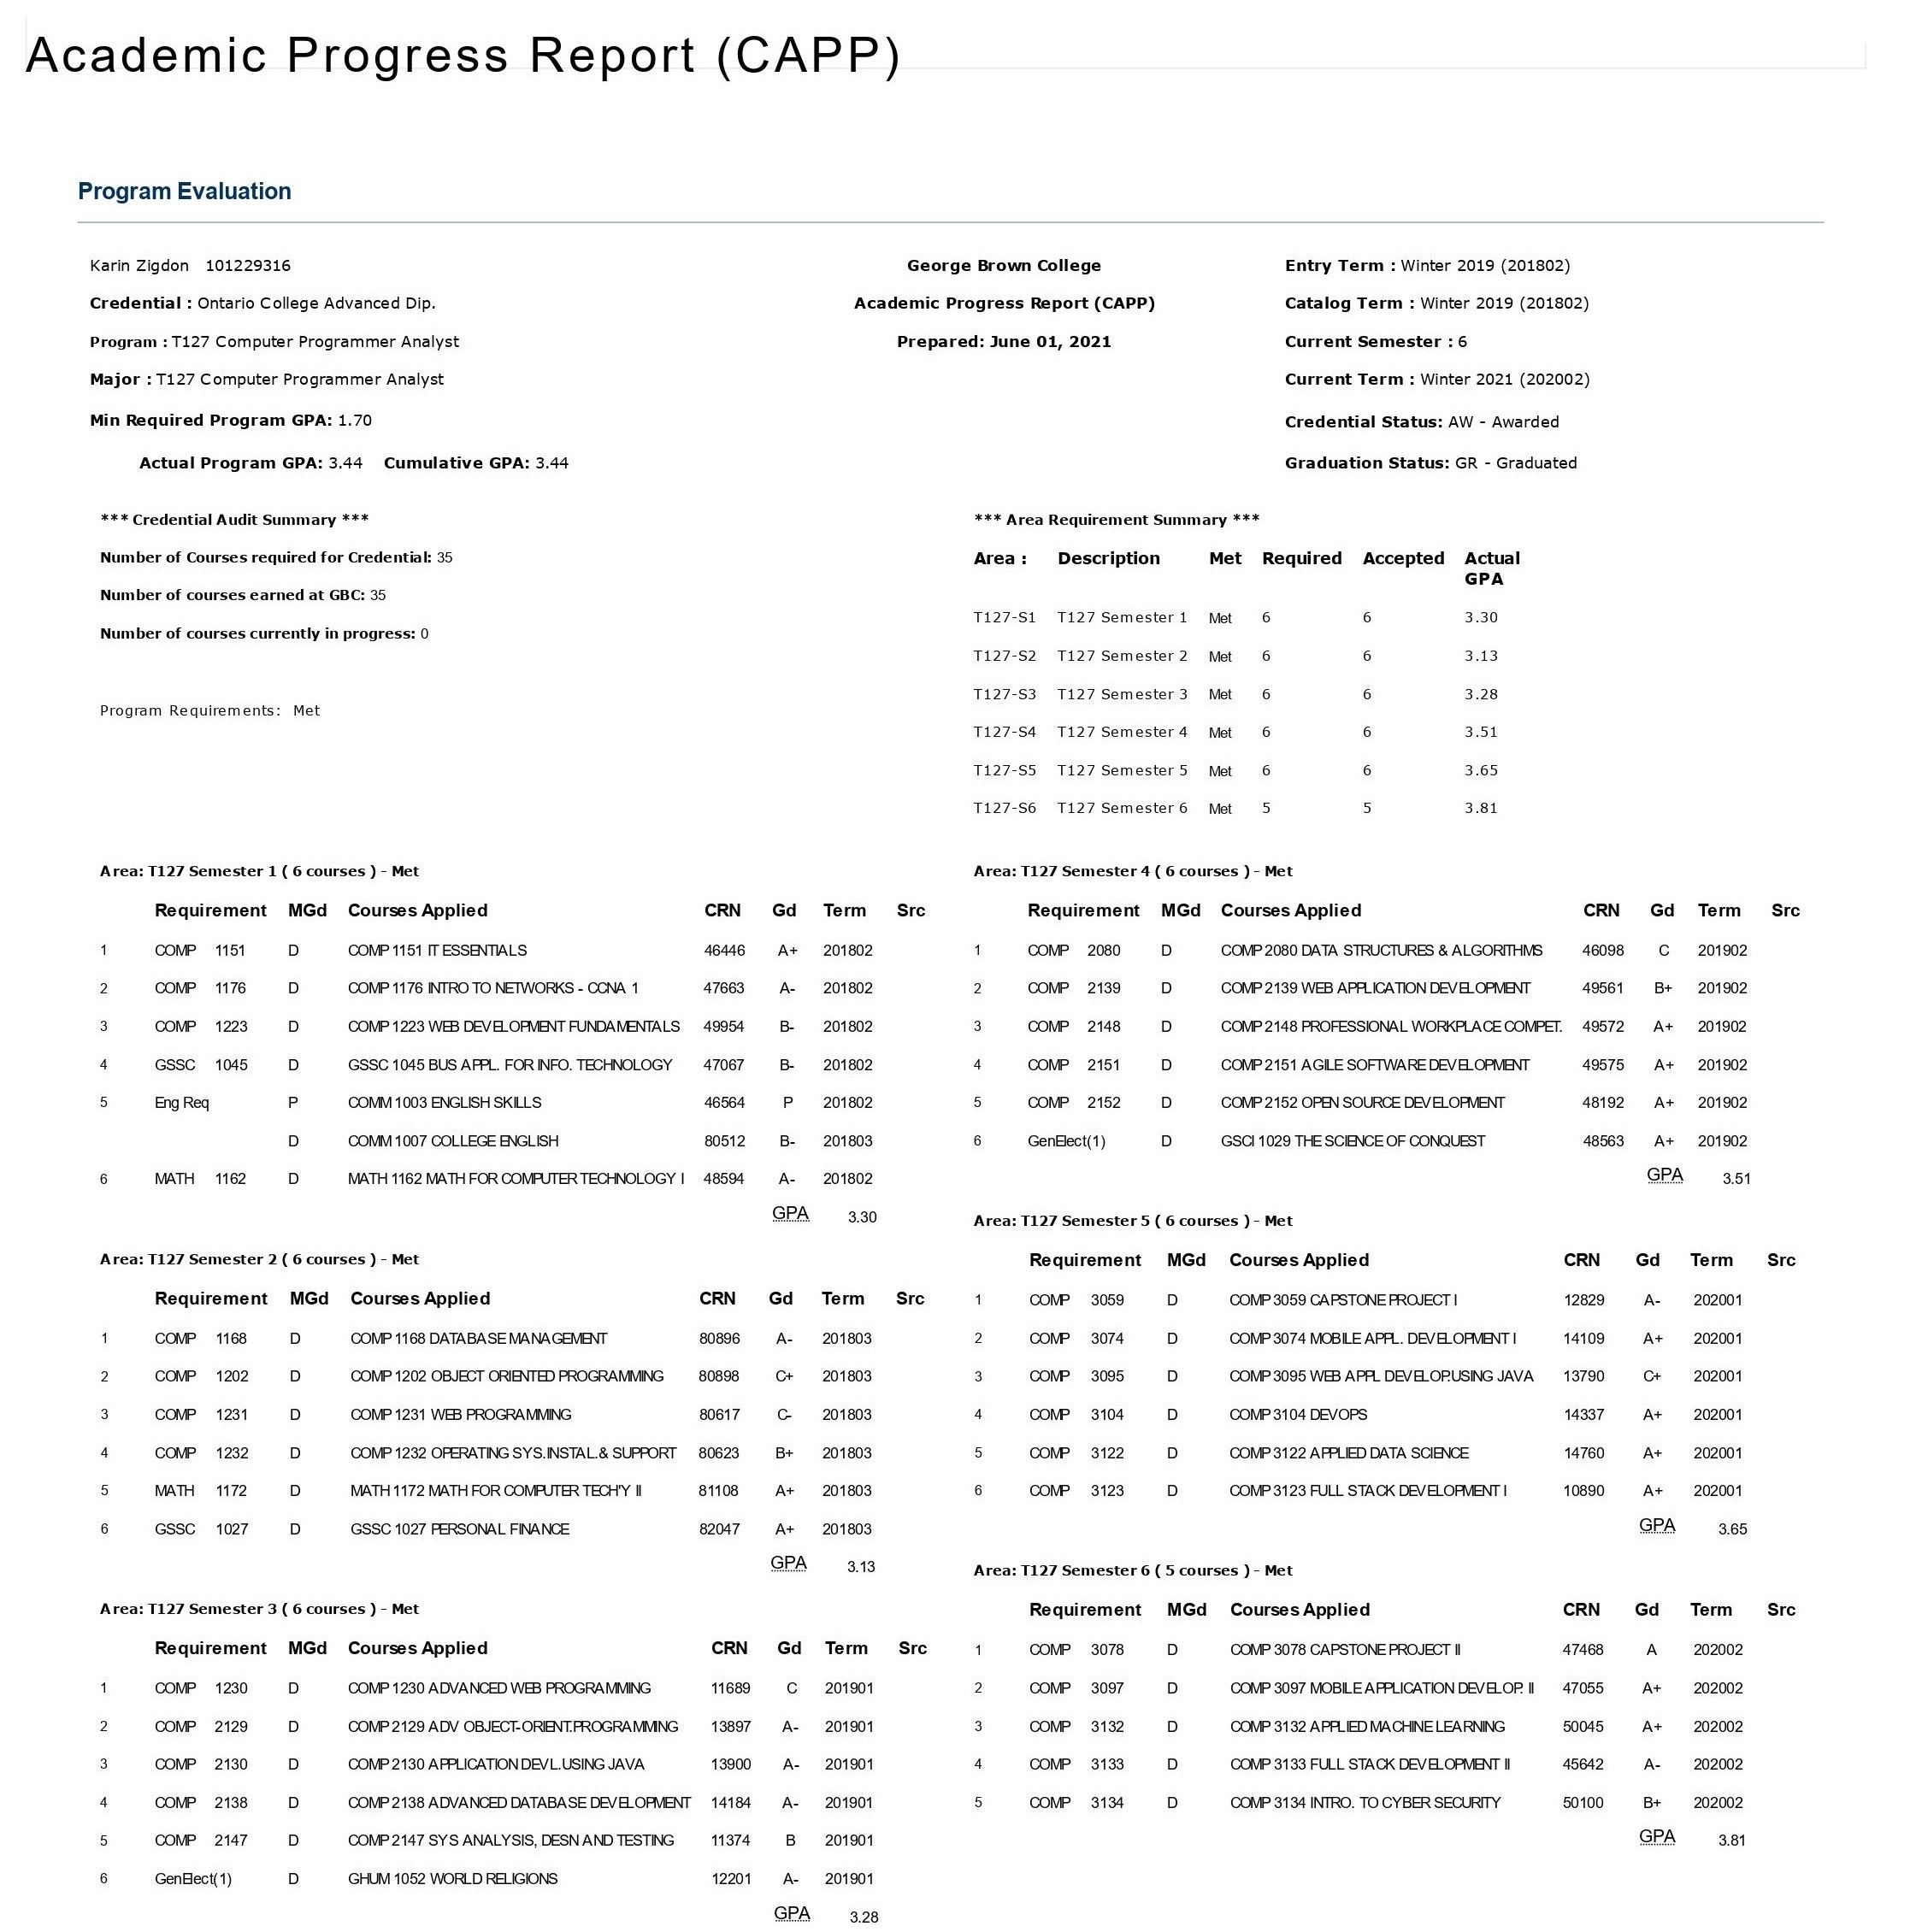 Academic Progress Report (CAPP)
Program Evaluation
Karin Zigdon 101229316
Credential : Ontario College Advanced Dip.
Program : T127 Computer Programmer Analyst
Major : T127 Computer Programmer Analyst
Min Required Program GPA: 1.70
Actual Program GPA: 3.44 Cumulative GPA: 3.44
George Brown College
Academic Progress Report (CAPP)
Prepared: June 01, 2021
Entry Term : Winter 2019 (201802)
Catalog Term : Winter 2019 (201802)
Current Semester : 6
Current Term : Winter 2021 (202002)
Credential Status: AW - Awarded
Graduation Status: GR - Graduated
*** Credential Audit Summary ***
Number of Courses required for Credential: 35
Number of courses earned at GBC: 35
Number of courses currently in progress: 0
Program Requirements: Met
*** Area Requirement Summary ***
Area : Description Met Required Accepted Actual GPA
T127-S1 T127 Semester 1 Met 6 6 3.30
T127-S2 T127 Semester 2 Met 6 6 3.13
T127-S3 T127 Semester 3 Met 6 6 3.28
T127-S4 T127 Semester 4 Met 6 6 3.51
T127-S5 T127 Semester 5 Met 6 6 3.65
T127-S6 T127 Semester 6 Met 5 5 3.81
Area: T127 Semester 1 ( 6 courses ) - Met
Requirement MGd Courses Applied CRN Gd Term Src
1 COMP 1151 D COMP 1151 IT ESSENTIALS 46446 A+ 201802
2 COMP 1176 D COMP 1176 INTRO TO NETWORKS - CCNA 1 47663 A- 201802
3 COMP 1223 D COMP 1223 WEB DEVELOPMENT FUNDAMENTALS 49954 B- 201802
4 GSSC 1045 D GSSC 1045 BUS APPL. FOR INFO. TECHNOLOGY 47067 B- 201802
5 Eng Req P COMM 1003 ENGLISH SKILLS 46564 P 201802
D COMM 1007 COLLEGE ENGLISH 80512 B- 201803
6 MATH 1162 D MATH 1162 MATH FOR COMPUTER TECHNOLOGY I 48594 A- 201802
GPA 3.30
Area: T127 Semester 2 ( 6 courses ) - Met
Requirement MGd Courses Applied CRN Gd Term Src
1 COMP 1168 D COMP 1168 DATABASE MANAGEMENT 80896 A- 201803
2 COMP 1202 D COMP 1202 OBJECT ORIENTED PROGRAMMING 80898 C+ 201803
3 COMP 1231 D COMP 1231 WEB PROGRAMMING 80617 C- 201803
4 COMP 1232 D COMP 1232 OPERATING SYS.INSTAL.& SUPPORT 80623 B+ 201803
5 MATH 1172 D MATH 1172 MATH FOR COMPUTER TECH'Y II 81108 A+ 201803
6 GSSC 1027 D GSSC 1027 PERSONAL FINANCE 82047 A+ 201803
GPA 3.13
Area: T127 Semester 3 ( 6 courses ) - Met
Requirement MGd Courses Applied CRN Gd Term Src
1 COMP 1230 D COMP 1230 ADVANCED WEB PROGRAMMING 11689 C 201901
2 COMP 2129 D COMP 2129 ADV OBJECT-ORIENT.PROGRAMMING 13897 A- 201901
3 COMP 2130 D COMP 2130 APPLICATION DEVL.USING JAVA 13900 A- 201901
4 COMP 2138 D COMP 2138 ADVANCED DATABASE DEVELOPMENT 14184 A- 201901
5 COMP 2147 D COMP 2147 SYS ANALYSIS, DESN AND TESTING 11374 B 201901
6 GenElect(1) D GHUM 1052 WORLD RELIGIONS 12201 A- 201901
GPA 3.28
Area: T127 Semester 4 ( 6 courses ) - Met
Requirement MGd Courses Applied CRN Gd Term Src
1 COMP 2080 D COMP 2080 DATA STRUCTURES & ALGORITHMS 46098 C 201902
2 COMP 2139 D COMP 2139 WEB APPLICATION DEVELOPMENT 49561 B+ 201902
3 COMP 2148 D COMP 2148 PROFESSIONAL WORKPLACE COMPET. 49572 A+ 201902
4 COMP 2151 D COMP 2151 AGILE SOFTWARE DEVELOPMENT 49575 A+ 201902
5 COMP 2152 D COMP 2152 OPEN SOURCE DEVELOPMENT 48192 A+ 201902
6 GenElect(1) D GSCI 1029 THE SCIENCE OF CONQUEST 48563 A+ 201902
GPA 3.51
Area: T127 Semester 5 ( 6 courses ) - Met
Requirement MGd Courses Applied CRN Gd Term Src
1 COMP 3059 D COMP 3059 CAPSTONE PROJECT I 12829 A- 202001
2 COMP 3074 D COMP 3074 MOBILE APPL. DEVELOPMENT I 14109 A+ 202001
3 COMP 3095 D COMP 3095 WEB APPL DEVELOP.USING JAVA 13790 C+ 202001
4 COMP 3104 D COMP 3104 DEVOPS 14337 A+ 202001
5 COMP 3122 D COMP 3122 APPLIED DATA SCIENCE 14760 A+ 202001
6 COMP 3123 D COMP 3123 FULL STACK DEVELOPMENT I 10890 A+ 202001
GPA 3.65
Area: T127 Semester 6 ( 5 courses ) - Met
Requirement MGd Courses Applied CRN Gd Term Src
1 COMP 3078 D COMP 3078 CAPSTONE PROJECT II 47468 A 202002
2 COMP 3097 D COMP 3097 MOBILE APPLICATION DEVELOP. II 47055 A+ 202002
3 COMP 3132 D COMP 3132 APPLIED MACHINE LEARNING 50045 A+ 202002
4 COMP 3133 D COMP 3133 FULL STACK DEVELOPMENT II 45642 A- 202002
5 COMP 3134 D COMP 3134 INTRO. TO CYBER SECURITY 50100 B+ 202002
GPA 3.81